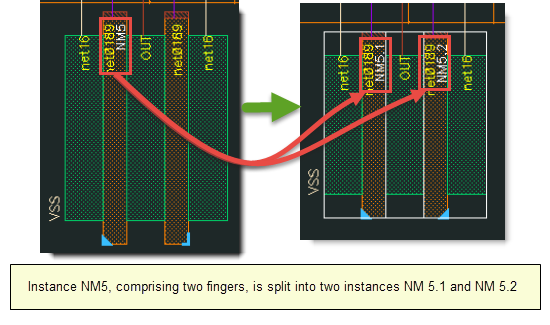 net16
net0189
NM5
OUT
net0189
net16
VSS
net16
net0189
NM5.1
OUT
net0189
NM5.2
net16
VSS
Instance NM5, comprising two fingers, is split into two instances NM 5.1 and NM 5.2